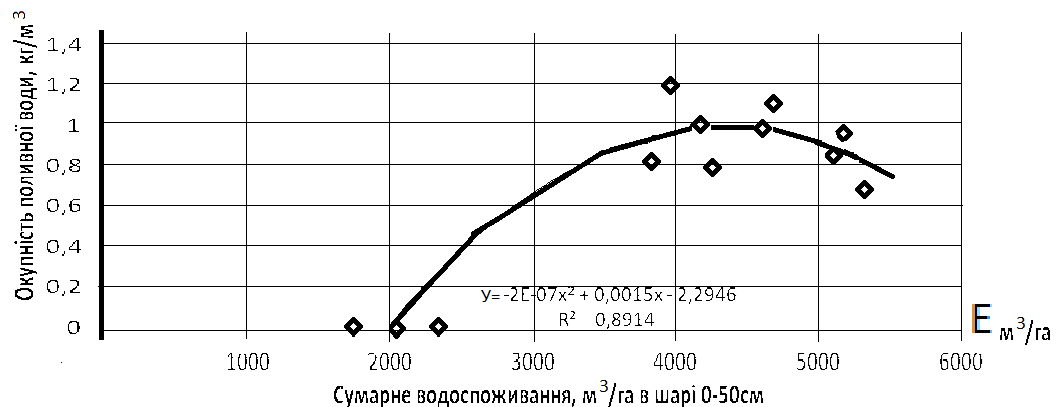 Окупність поливної води, кг/м³
1,4
1,2
1
0,8
0,6
0,4
0,2
0
y=-2E-07x² + 0,0015x - 2,2946
R² 0,8914
1000 2000 3000 4000 5000 6000
E м³/га
Сумарне водоспоживання, м³/га в шарі 0-50см